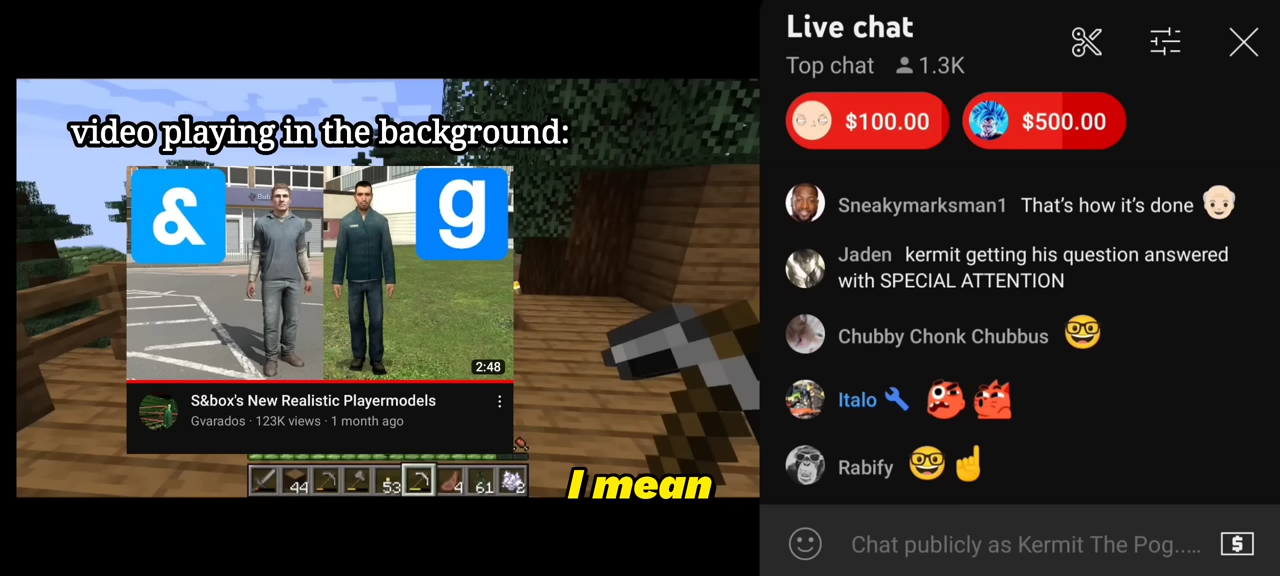 video playing in the background:
&
g
2:48
S&box's New Realistic Playermodels
Gvarados · 123K views · 1 month ago
44
53
4
61
2
I mean
Live chat
Top chat 1.3K
$100.00 $500.00
Sneakymarksman1 That's how it's done
Jaden kermit getting his question answered
with SPECIAL ATTENTION
Chubby Chonk Chubbus
Italo
Rabify
Chat publicly as Kermit The Pog.....
$